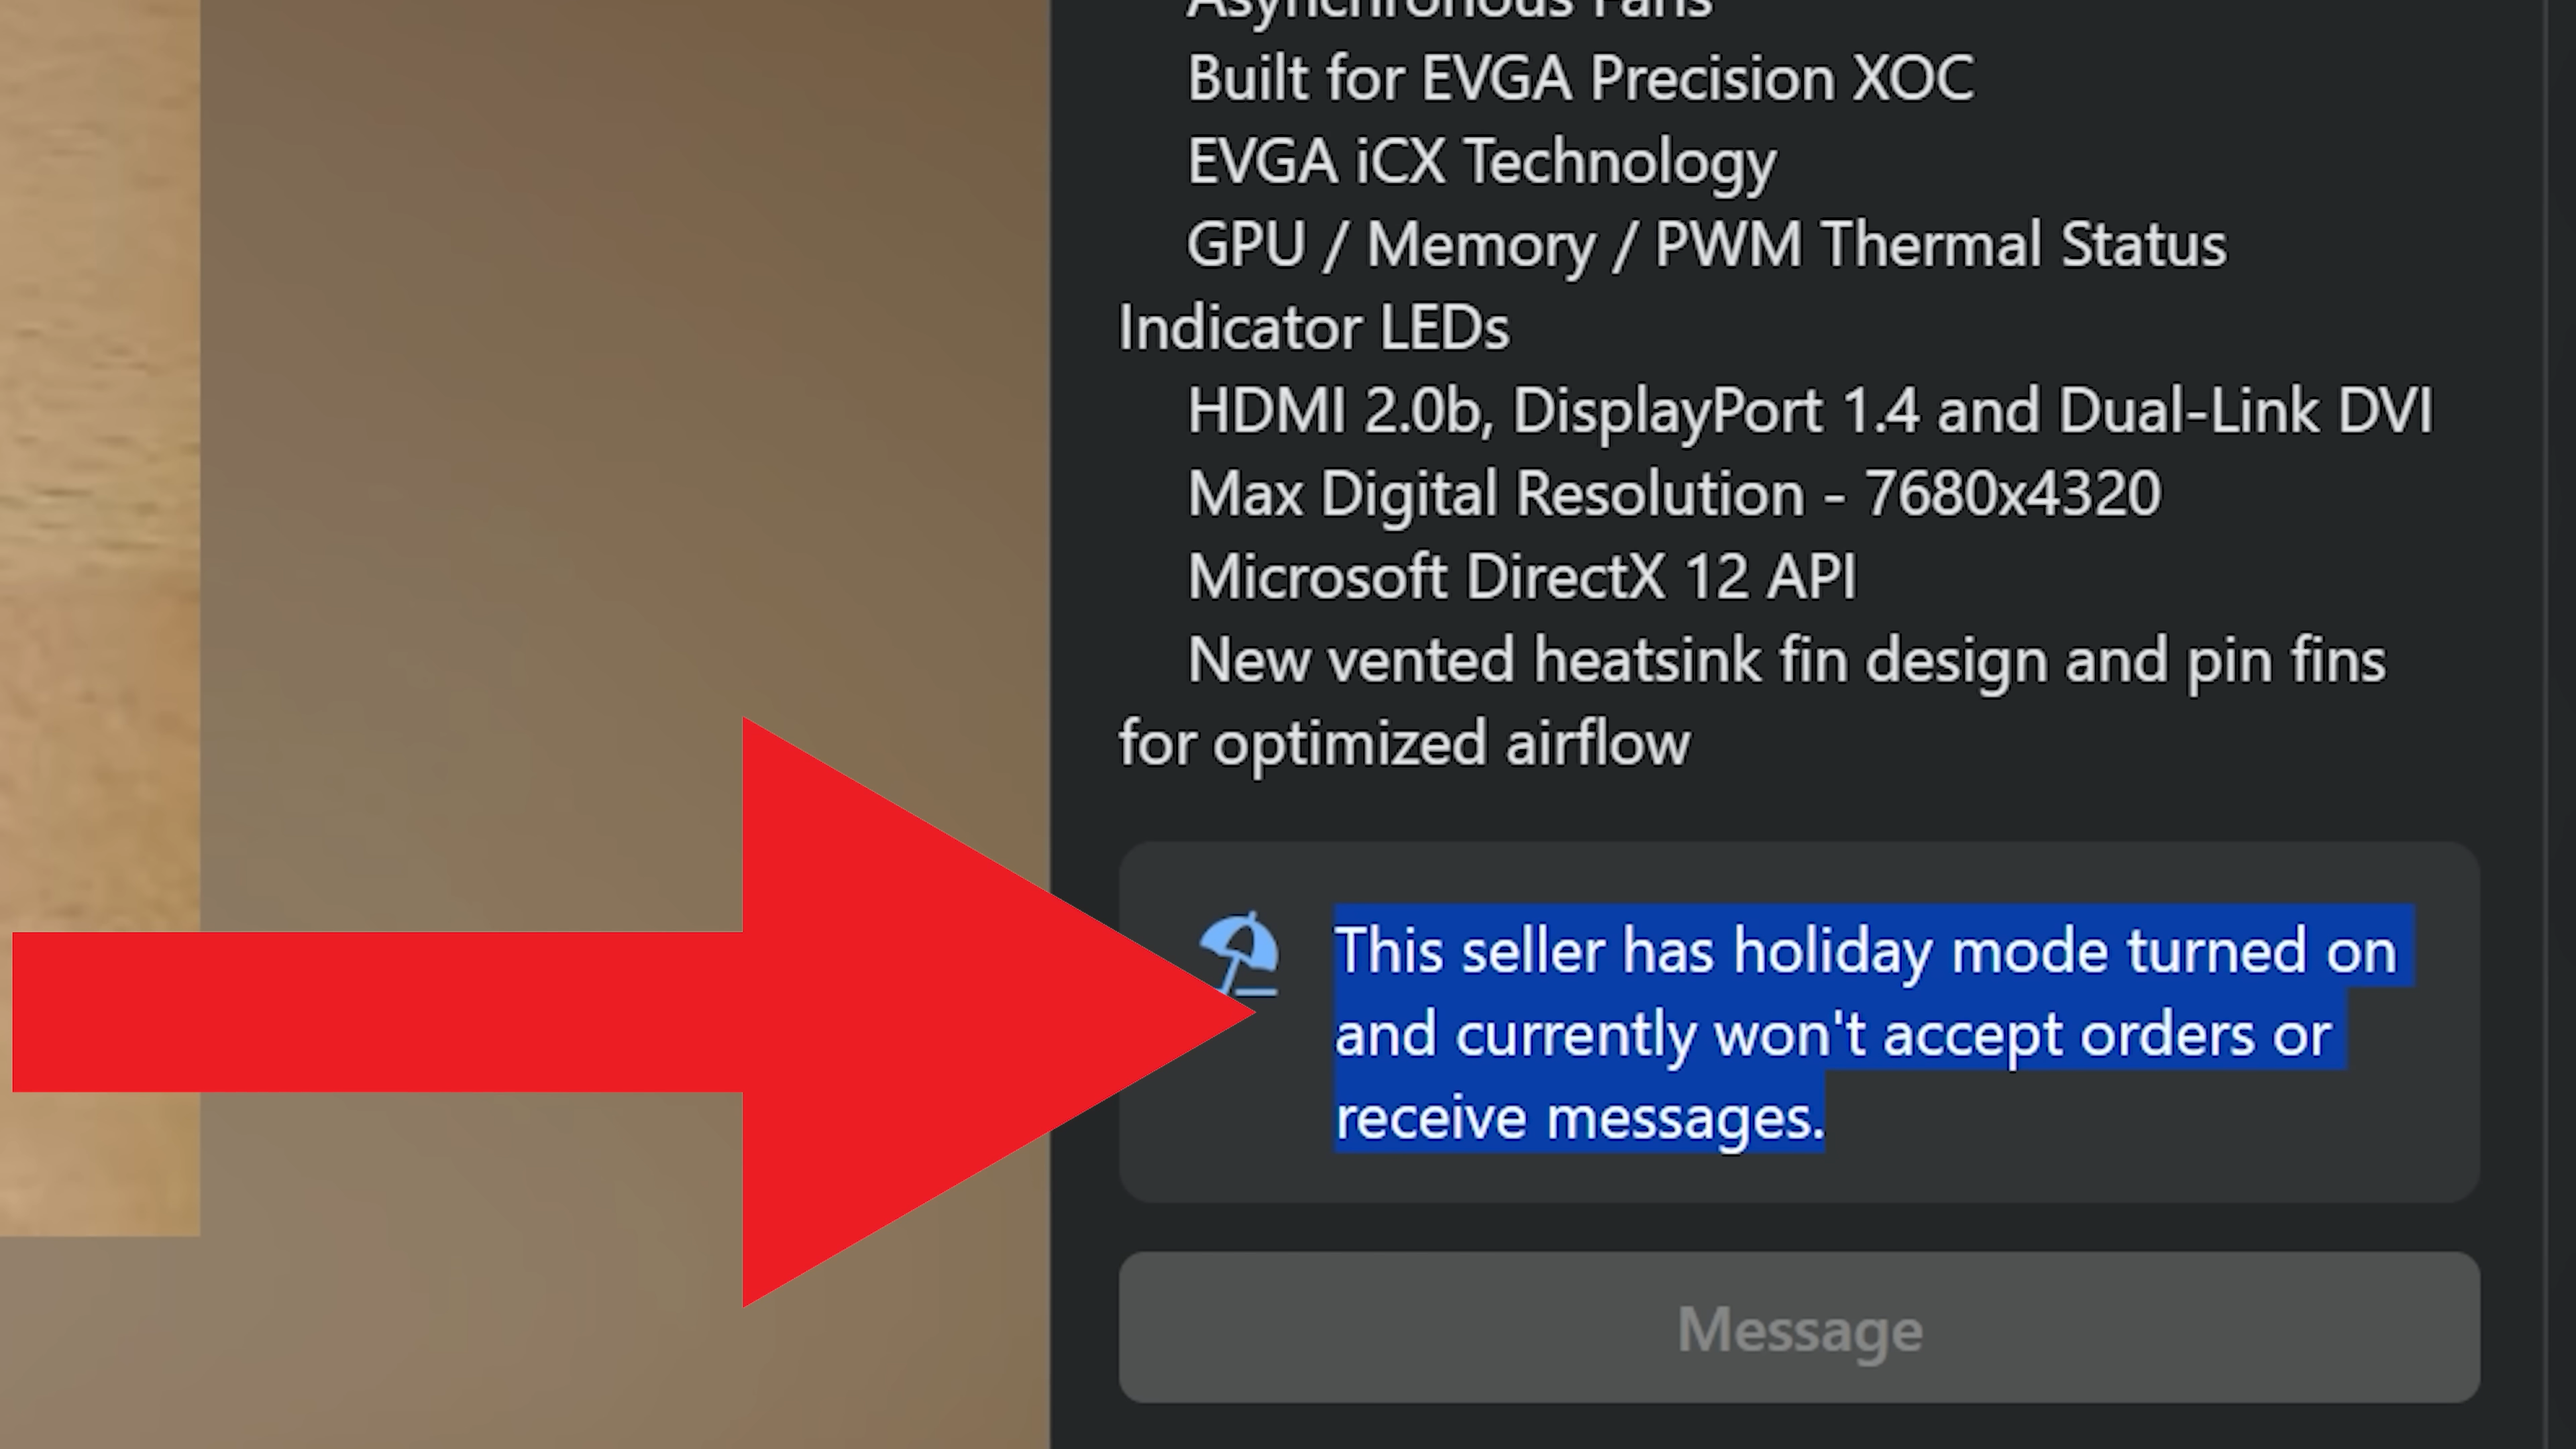 Asynchronous Fans
Built for EVGA Precision XOC
EVGA iCX Technology
GPU / Memory / PWM Thermal Status
Indicator LEDs
HDMI 2.0b, DisplayPort 1.4 and Dual-Link DVI
Max Digital Resolution - 7680x4320
Microsoft DirectX 12 API
New vented heatsink fin design and pin fins
for optimized airflow
This seller has holiday mode turned on
and currently won't accept orders or
receive messages.
Message